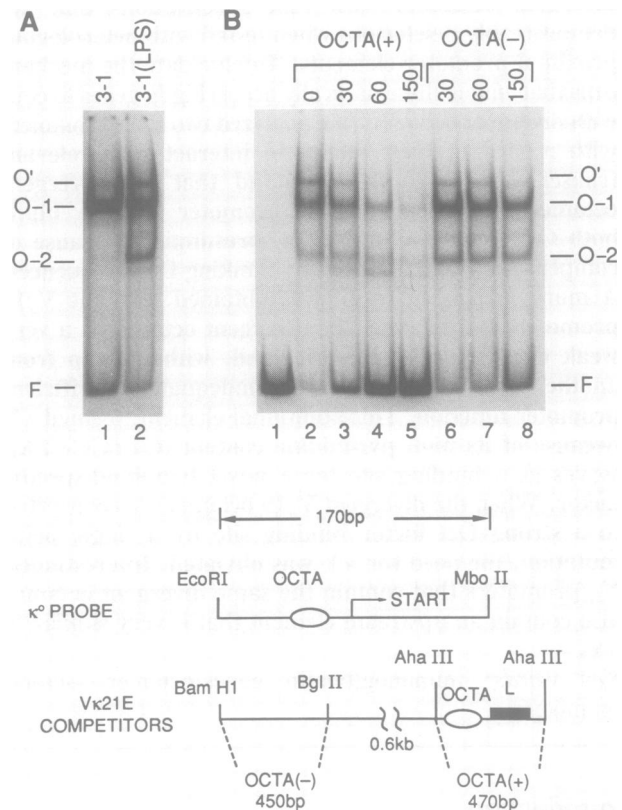 A
B
3-1
3-1(LPS)
OCTA(+) OCTA(-)
0 30 60 150 30 60 150
O' O'
O-1 O-1
O-2 O-2
F F
1 2 1 2 3 4 5 6 7 8
170bp
EcoRI OCTA START Mbo II
κ° PROBE
Aha III Aha III
Bam H1 Bgl II OCTA L
Vκ21E
COMPETITORS
0.6kb
OCTA(-) OCTA(+)
450bp 470bp